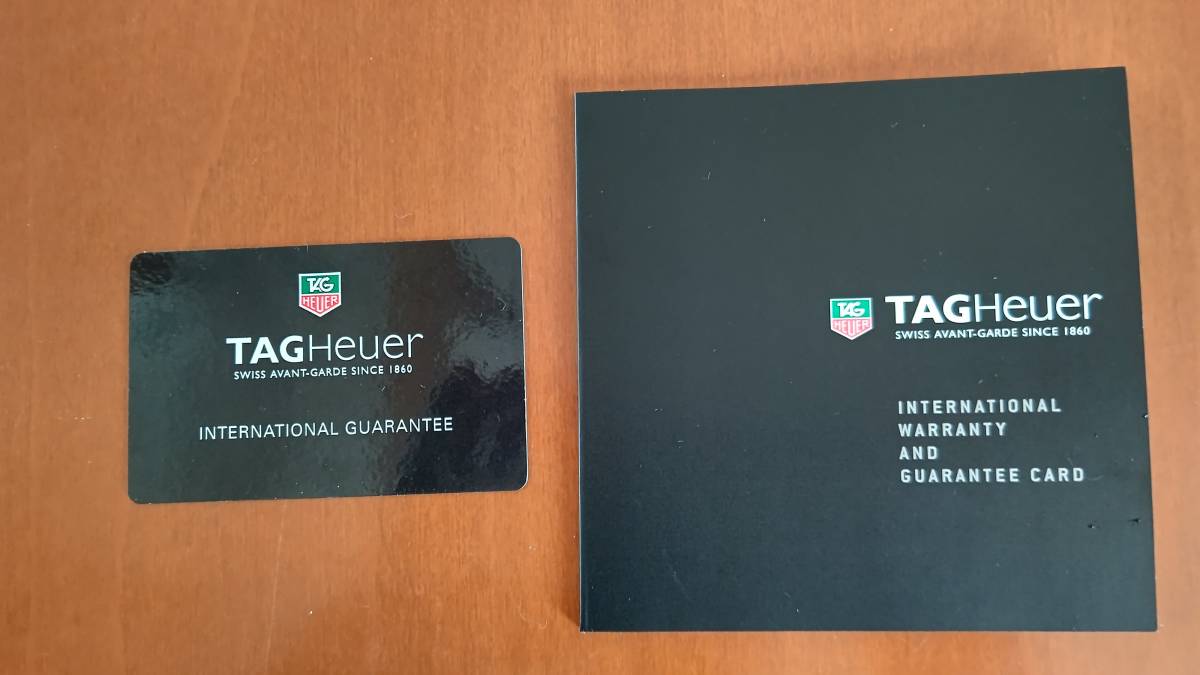 TAG
HEUER
TAGHeuer
SWISS AVANT-GARDE SINCE 1860
INTERNATIONAL GUARANTEE
TAG
HEUER
TAGHeuer
SWISS AVANT-GARDE SINCE 1860
INTERNATIONAL
WARRANTY
AND
GUARANTEE CARD